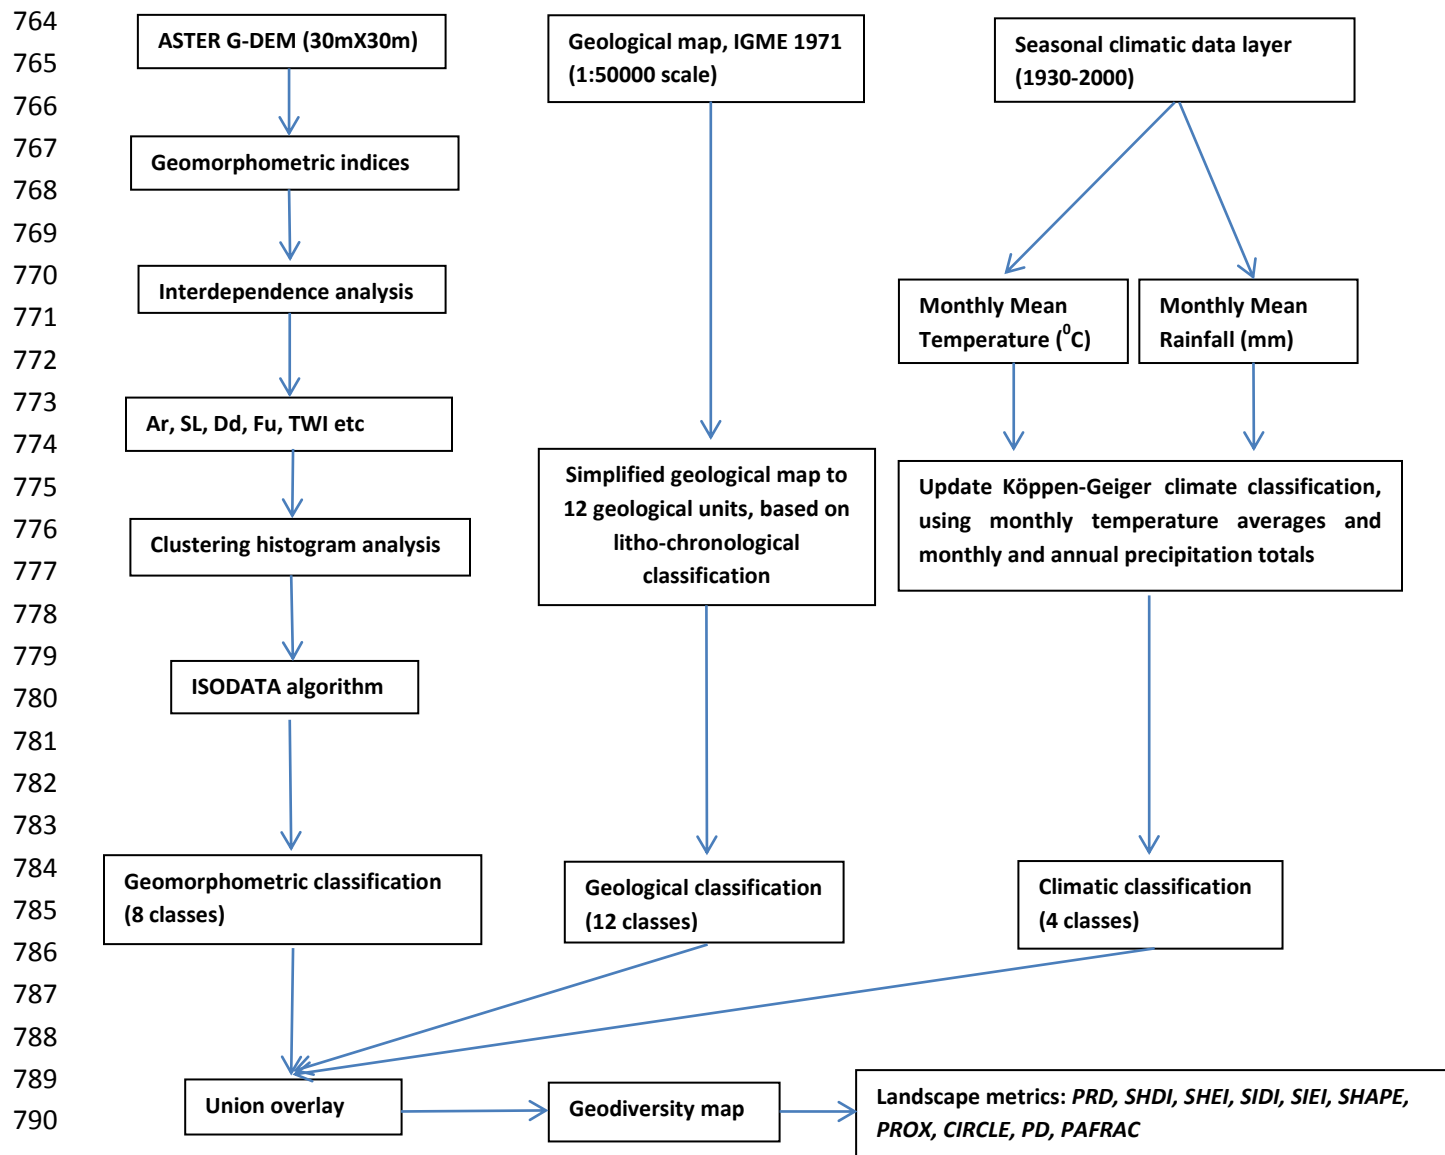 764
765
766
767
768
769
770
771
772
773
774
775
776
777
778
779
780
781
782
783
784
785
786
787
788
789
790
ASTER G-DEM (30mX30m)
Geological map, IGME 1971
(1:50000 scale)
Seasonal climatic data layer
(1930-2000)
Geomorphometric indices
Interdependence analysis
Monthly Mean
Temperature (⁰C)
Monthly Mean
Rainfall (mm)
Ar, SL, Dd, Fu, TWI etc
Simplified geological map to
12 geological units, based on
litho-chronological
classification
Update Köppen-Geiger climate classification,
using monthly temperature averages and
monthly and annual precipitation totals
Clustering histogram analysis
ISODATA algorithm
Geomorphometric classification
(8 classes)
Geological classification
(12 classes)
Climatic classification
(4 classes)
Union overlay
Geodiversity map
Landscape metrics: PRD, SHDI, SHEI, SIDI, SIEI, SHAPE,
PROX, CIRCLE, PD, PAFRAC